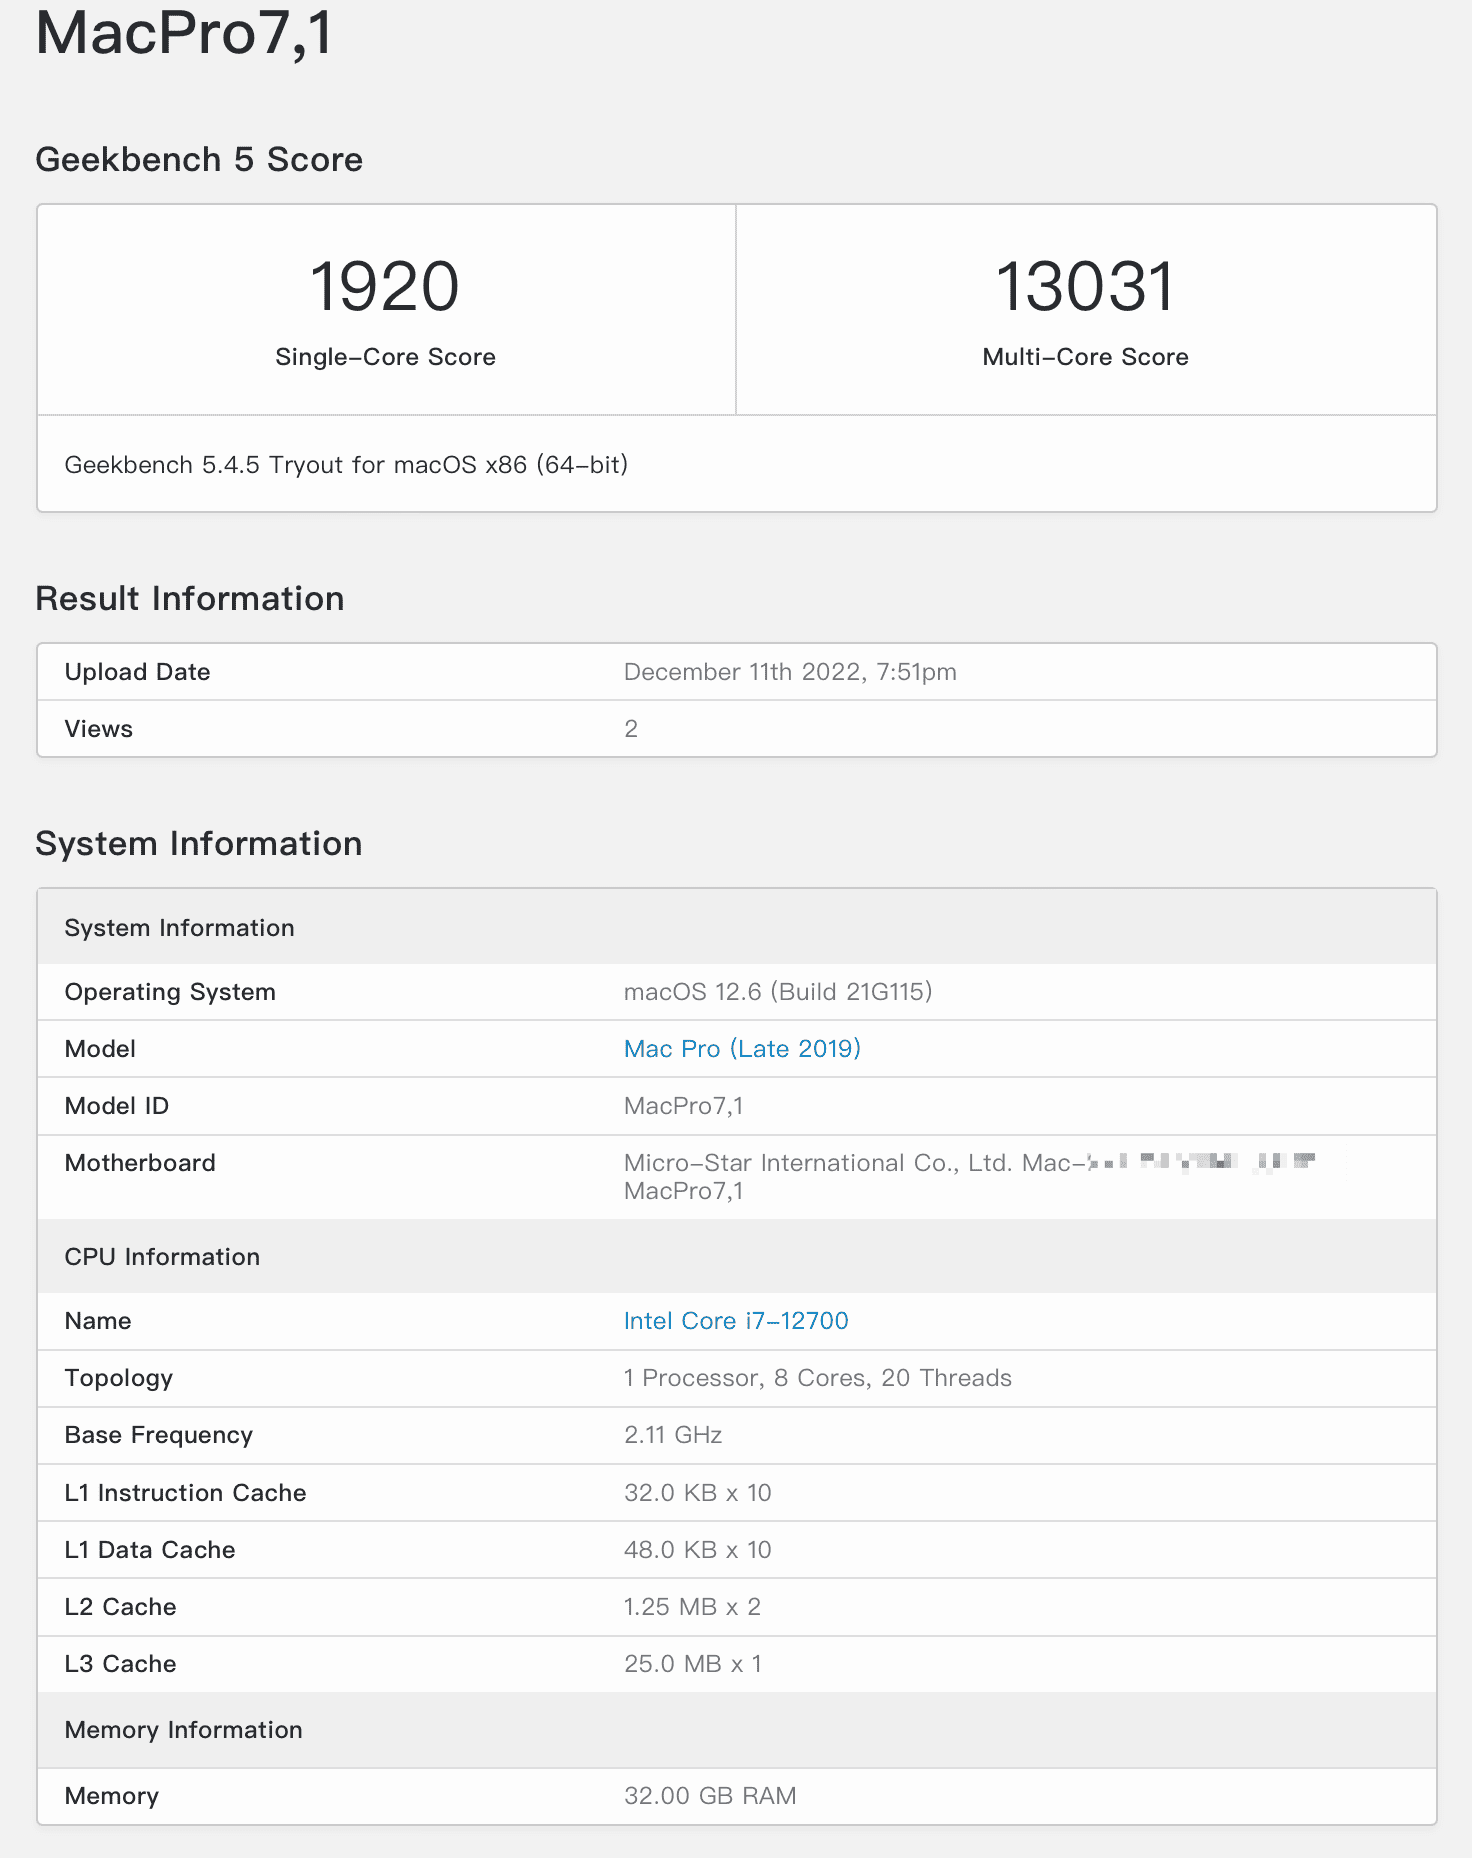 MacPro7,1
Geekbench 5 Score
1920
Single-Core Score
13031
Multi-Core Score
Geekbench 5.4.5 Tryout for macOS x86 (64-bit)
Result Information
Upload Date December 11th 2022, 7:51pm
Views 2
System Information
System Information
Operating System macOS 12.6 (Build 21G115)
Model Mac Pro (Late 2019)
Model ID MacPro7,1
Motherboard Micro-Star International Co., Ltd. Mac-
MacPro7,1
CPU Information
Name Intel Core i7-12700
Topology 1 Processor, 8 Cores, 20 Threads
Base Frequency 2.11 GHz
L1 Instruction Cache 32.0 KB x 10
L1 Data Cache 48.0 KB x 10
L2 Cache 1.25 MB x 2
L3 Cache 25.0 MB x 1
Memory Information
Memory 32.00 GB RAM